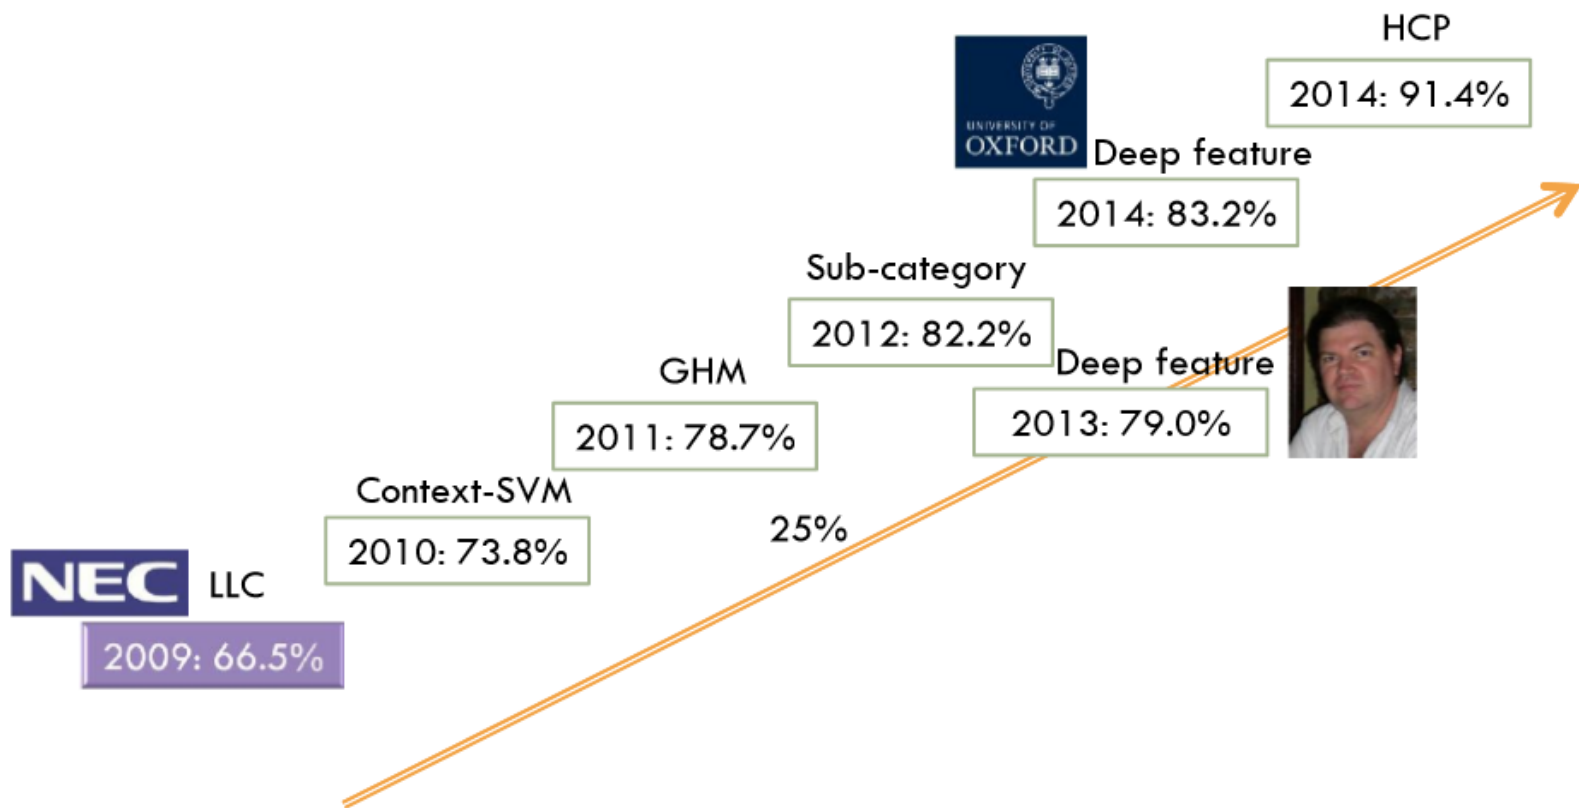 HCP
2014: 91.4%
UNIVERSITY OF
OXFORD
Deep feature
2014: 83.2%
Sub-category
2012: 82.2%
Deep feature
2013: 79.0%
GHM
2011: 78.7%
25%
Context-SVM
2010: 73.8%
NEC LLC
2009: 66.5%